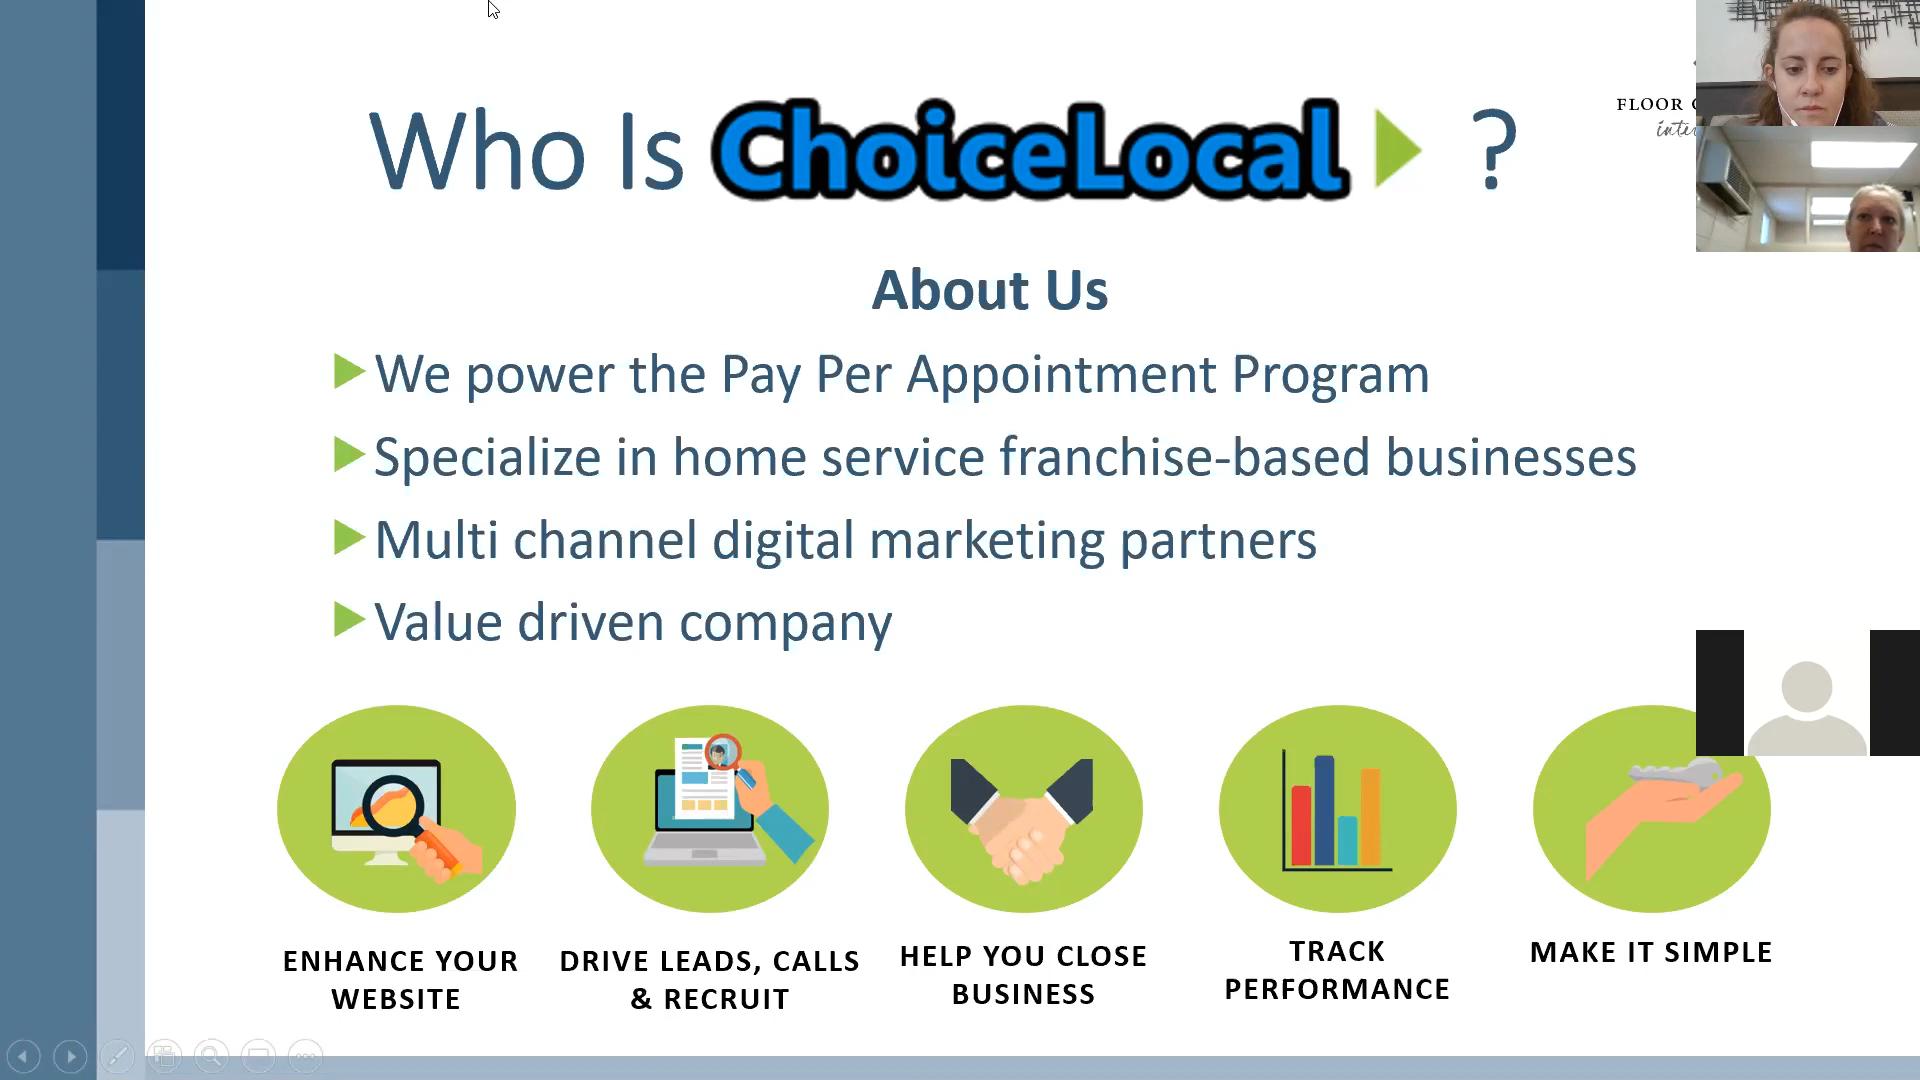 Who Is ChoiceLocal ?
FLOOR
About Us
We power the Pay Per Appointment Program
Specialize in home service franchise-based businesses
Multi channel digital marketing partners
Value driven company
ENHANCE YOUR
WEBSITE
DRIVE LEADS, CALLS
& RECRUIT
HELP YOU CLOSE
BUSINESS
TRACK
PERFORMANCE
MAKE IT SIMPLE